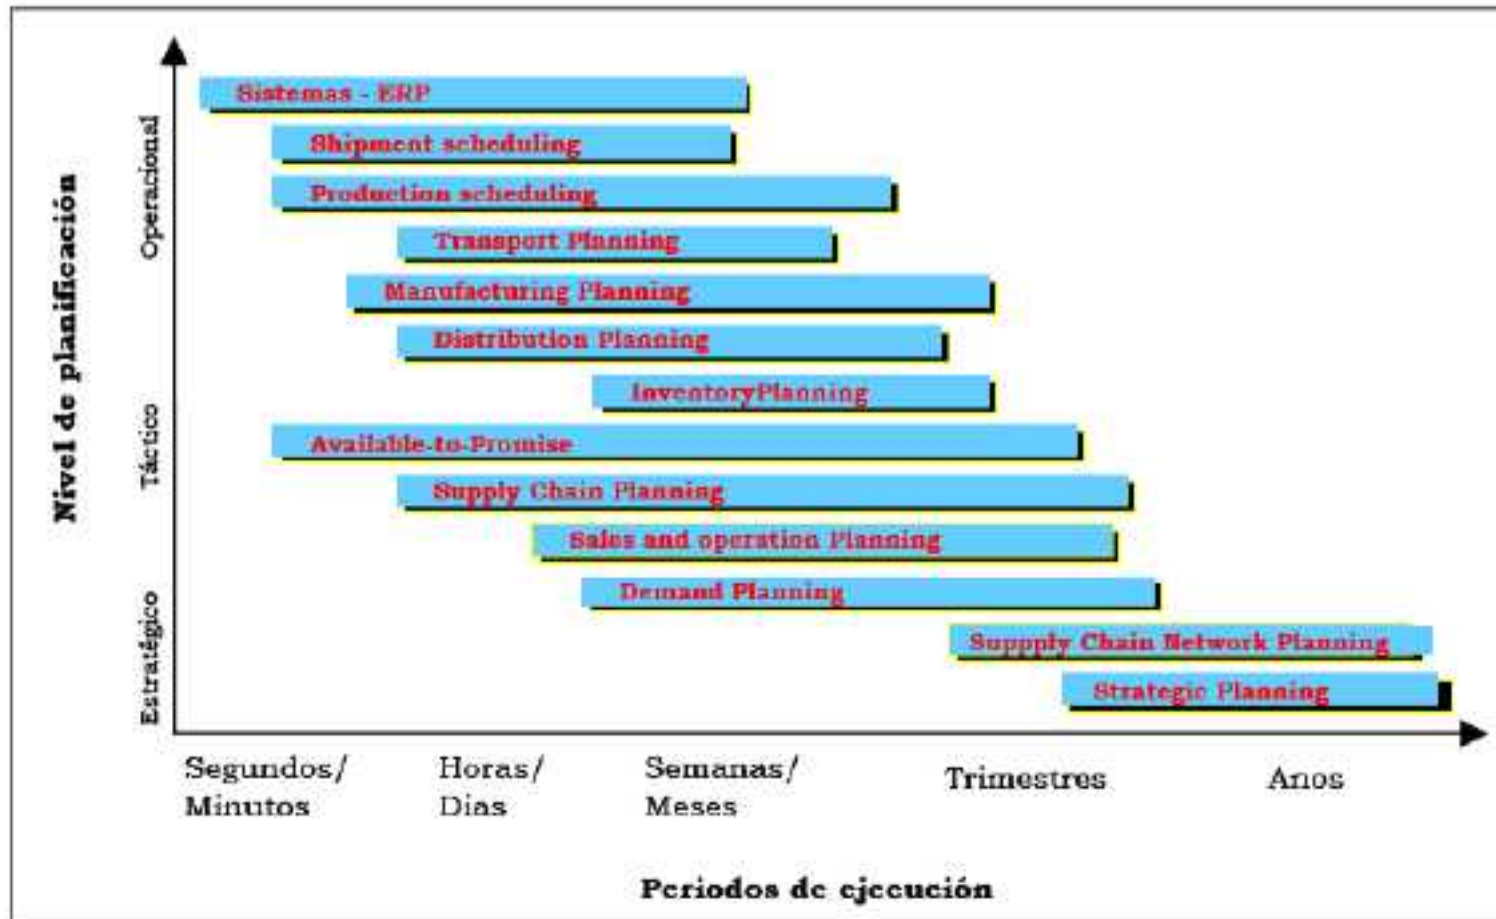 Sistemas - ERP
Shipment scheduling
Production scheduling
Transport Planning
Manufacturing Planning
Distribution Planning
InventoryPlanning
Available-to-Promise
Supply Chain Planning
Sales and operation Planning
Demand Planning
Suppply Chain Network Planning
Strategic Planning
Nivel de planificación
Operacional
Táctico
Estratégico
Segundos/
Minutos
Horas/
Dias
Semanas/
Meses
Trimestres
Anos
Periodos de ejecución